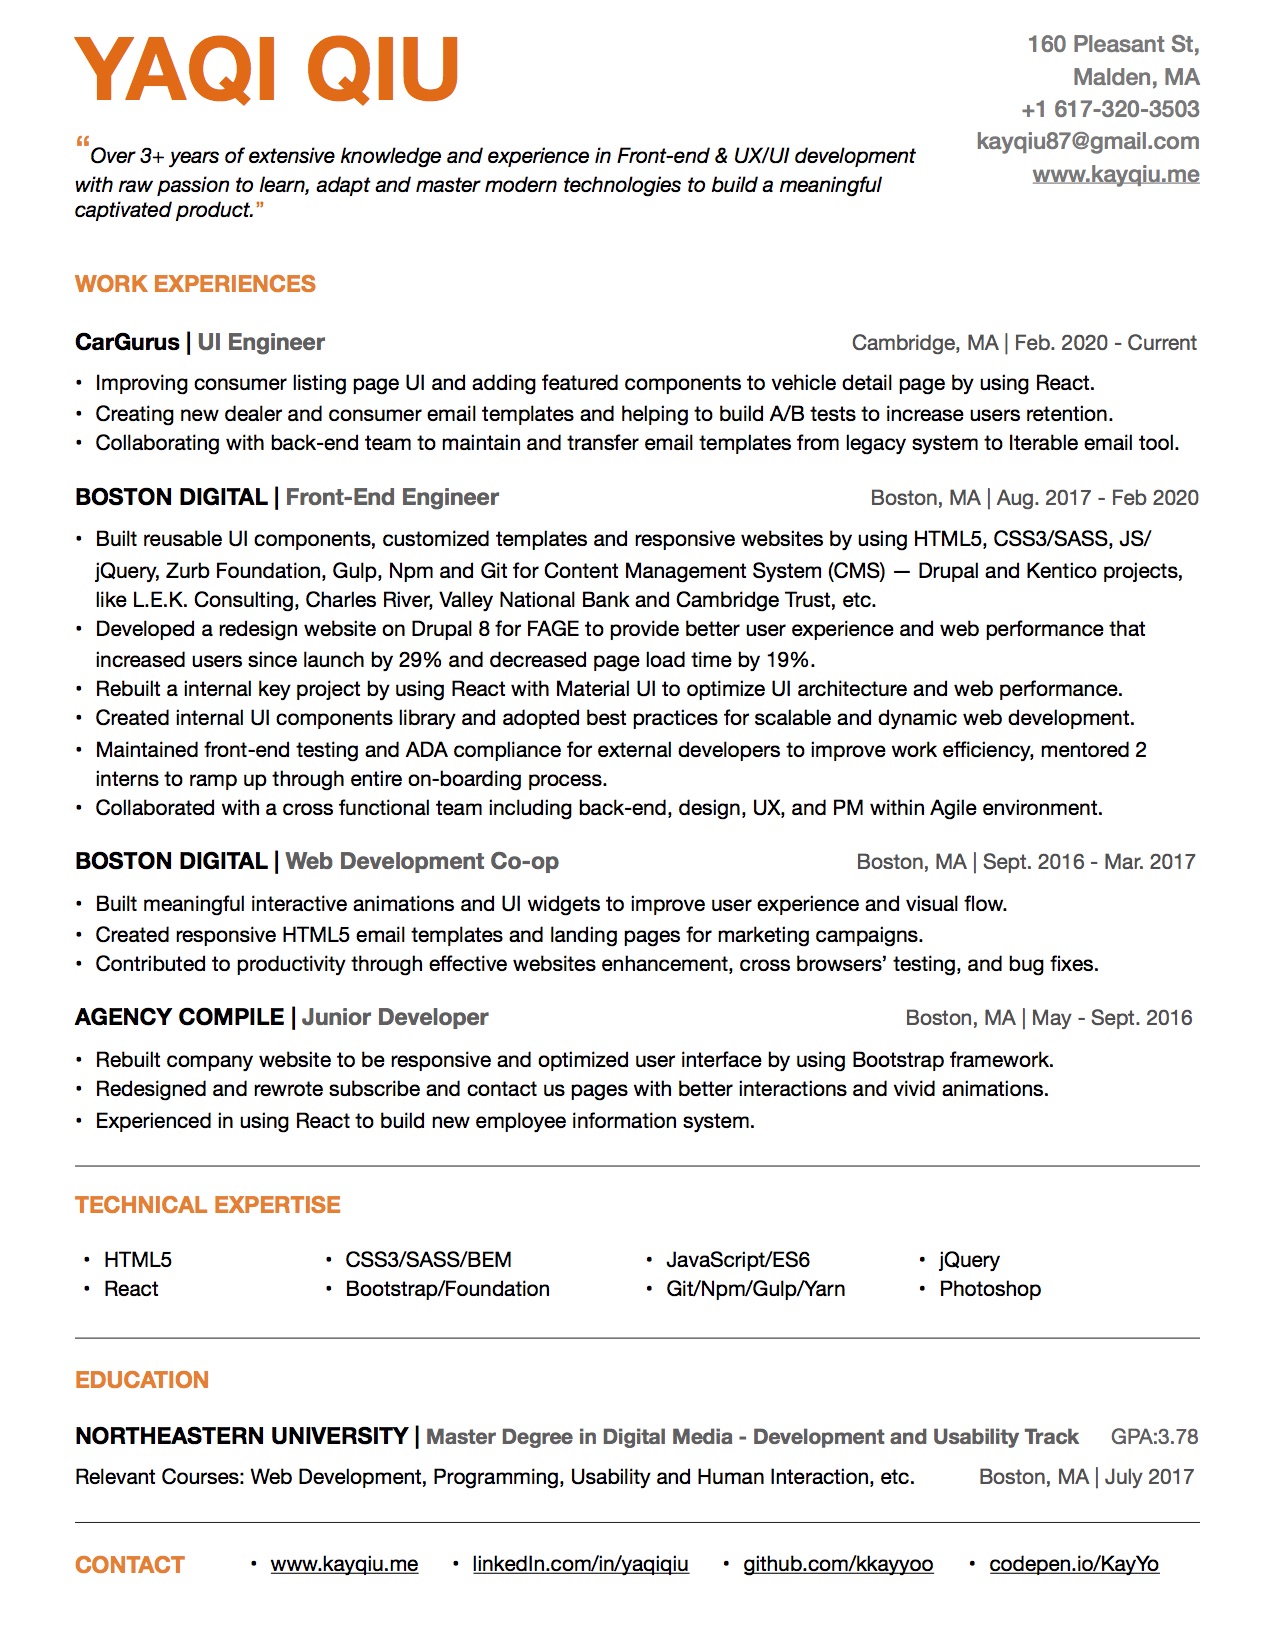 YAQI QIU
160 Pleasant St,
Malden, MA
+1 617-320-3503
kayqiu87@gmail.com
www.kayqiu.me
“Over 3+ years of extensive knowledge and experience in Front-end & UX/UI development
with raw passion to learn, adapt and master modern technologies to build a meaningful
captivated product.”
WORK EXPERIENCES
CarGurus | UI Engineer Cambridge, MA | Feb. 2020 - Current
• Improving consumer listing page UI and adding featured components to vehicle detail page by using React.
• Creating new dealer and consumer email templates and helping to build A/B tests to increase users retention.
• Collaborating with back-end team to maintain and transfer email templates from legacy system to Iterable email tool.
BOSTON DIGITAL | Front-End Engineer Boston, MA | Aug. 2017 - Feb 2020
• Built reusable UI components, customized templates and responsive websites by using HTML5, CSS3/SASS, JS/
jQuery, Zurb Foundation, Gulp, Npm and Git for Content Management System (CMS) — Drupal and Kentico projects,
like L.E.K. Consulting, Charles River, Valley National Bank and Cambridge Trust, etc.
• Developed a redesign website on Drupal 8 for FAGE to provide better user experience and web performance that
increased users since launch by 29% and decreased page load time by 19%.
• Rebuilt a internal key project by using React with Material UI to optimize UI architecture and web performance.
• Created internal UI components library and adopted best practices for scalable and dynamic web development.
• Maintained front-end testing and ADA compliance for external developers to improve work efficiency, mentored 2
interns to ramp up through entire on-boarding process.
• Collaborated with a cross functional team including back-end, design, UX, and PM within Agile environment.
BOSTON DIGITAL | Web Development Co-op Boston, MA | Sept. 2016 - Mar. 2017
• Built meaningful interactive animations and UI widgets to improve user experience and visual flow.
• Created responsive HTML5 email templates and landing pages for marketing campaigns.
• Contributed to productivity through effective websites enhancement, cross browsers’ testing, and bug fixes.
AGENCY COMPILE | Junior Developer Boston, MA | May - Sept. 2016
• Rebuilt company website to be responsive and optimized user interface by using Bootstrap framework.
• Redesigned and rewrote subscribe and contact us pages with better interactions and vivid animations.
• Experienced in using React to build new employee information system.
TECHNICAL EXPERTISE
• HTML5 • CSS3/SASS/BEM • JavaScript/ES6 • jQuery
• React • Bootstrap/Foundation • Git/Npm/Gulp/Yarn • Photoshop
EDUCATION
NORTHEASTERN UNIVERSITY | Master Degree in Digital Media - Development and Usability Track GPA:3.78
Relevant Courses: Web Development, Programming, Usability and Human Interaction, etc. Boston, MA | July 2017
CONTACT • www.kayqiu.me • linkedIn.com/in/yaqiqiu • github.com/kkayyoo • codepen.io/KayYo